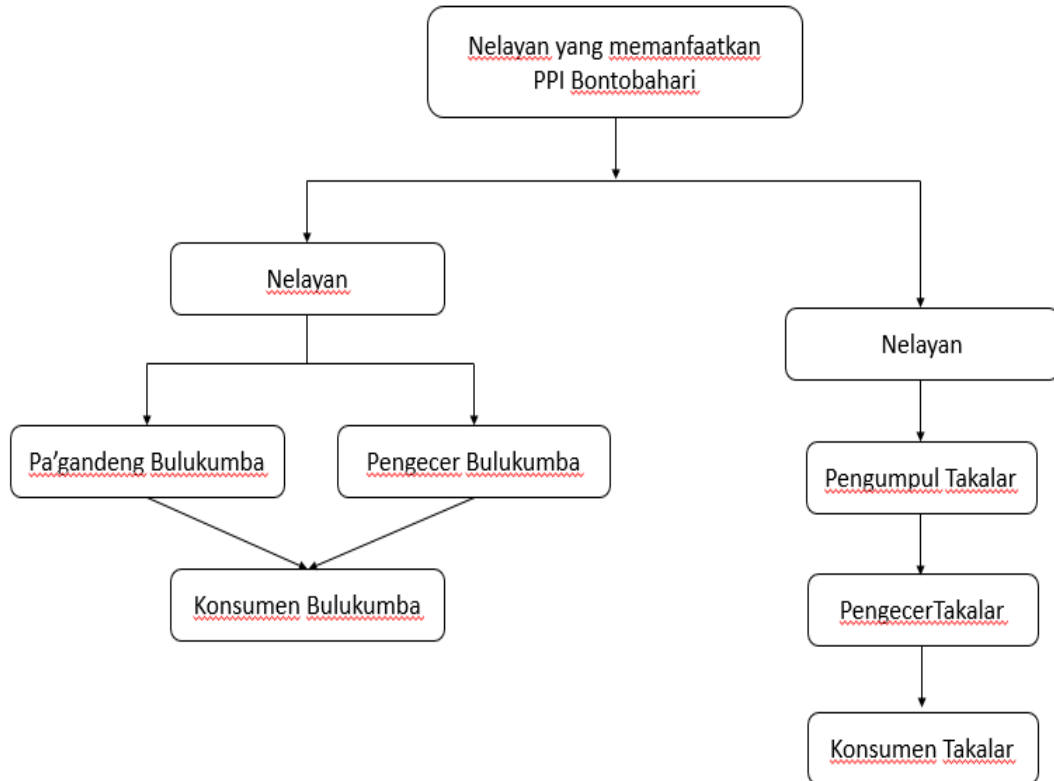 Nelayan yang memanfaatkan
PPI Bontobahari
Nelayan
Nelayan
Pa'gandeng Bulukumba
Pengecer Bulukumba
Pengumpul Takalar
Konsumen Bulukumba
PengecerTakalar
Konsumen Takalar